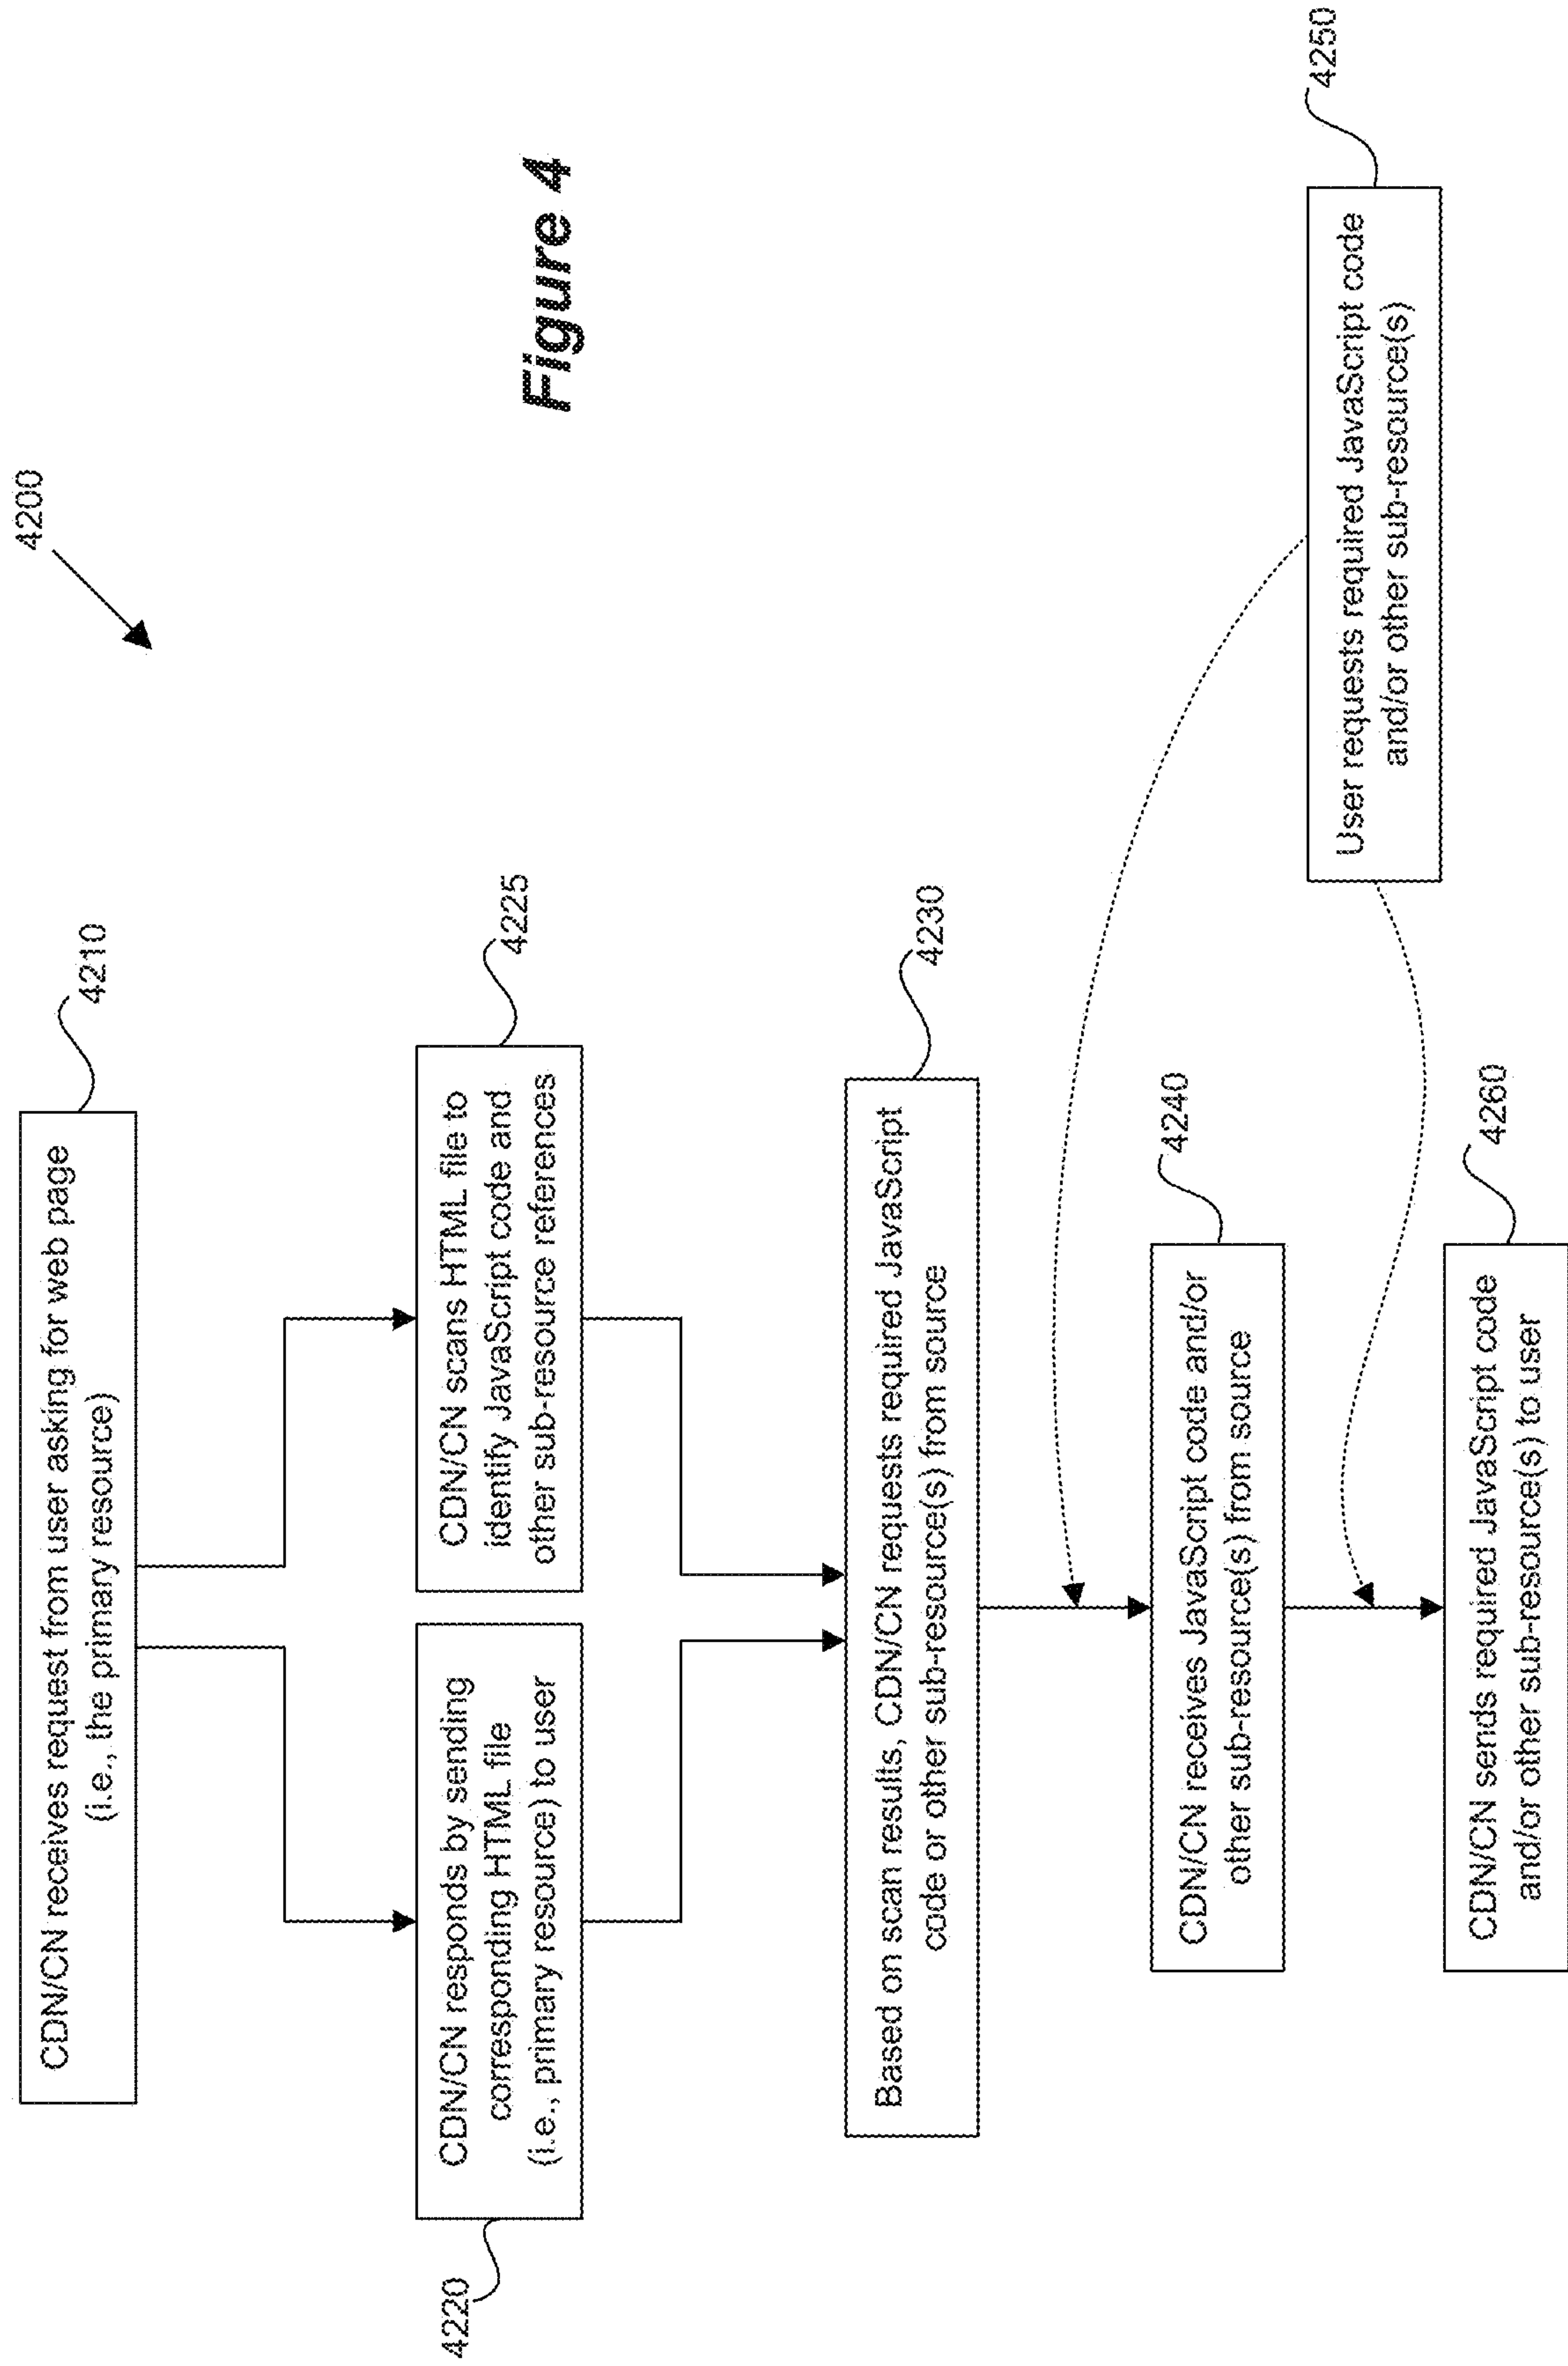 4200
CDN/CN receives request from user asking for web page
(i.e., the primary resource)
4210
CDN/CN responds by sending
corresponding HTML file
(i.e., primary resource) to user
4220
CDN/CN scans HTML file to
identify JavaScript code and
other sub-resource references
4225
Figure 4
Based on scan results, CDN/CN requests required JavaScript
code or other sub-resource(s) from source
4230
CDN/CN receives JavaScript code and/or
other sub-resource(s) from source
4240
User requests required JavaScript code
and/or other sub-resource(s)
4250
CDN/CN sends required JavaScript code
and/or other sub-resource(s) to user
4260